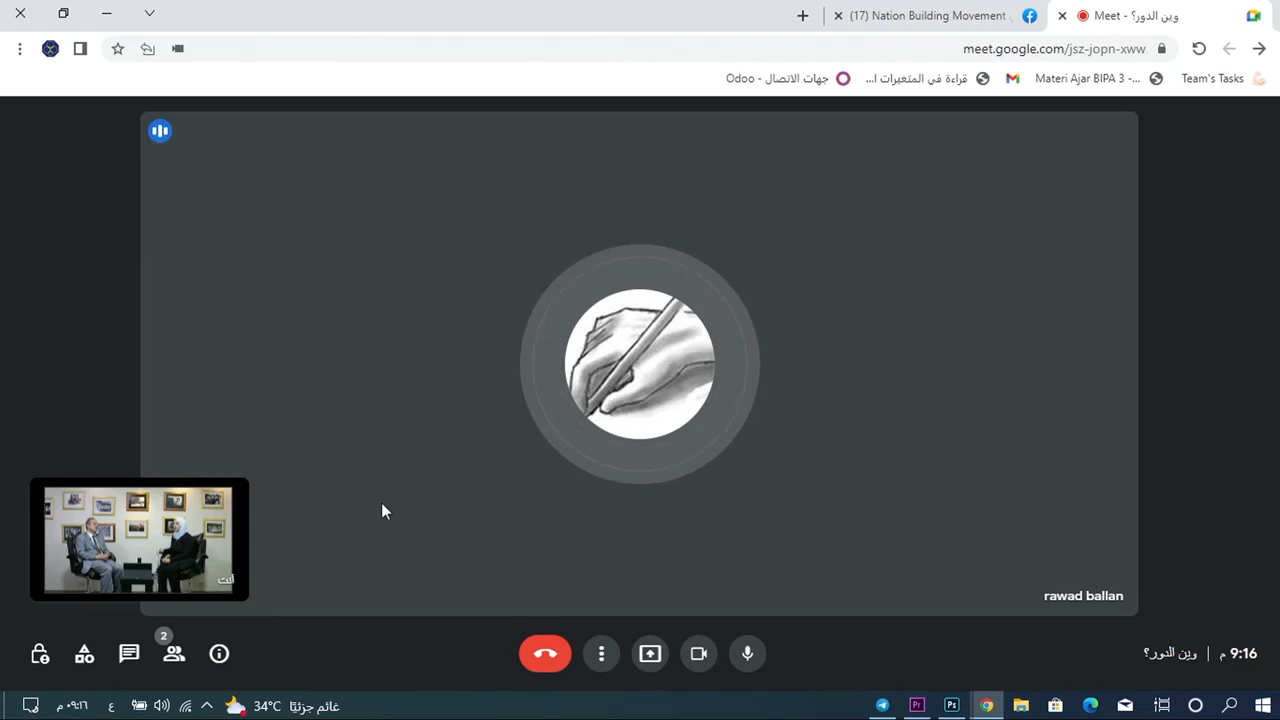 Meet - وين الدور؟
(17) Nation Building Movement
meet.google.com/jsz-jopn-xww
Team's Tasks
Materi Ajar BIPA 3 -...
قراءة في المتغيرات ا...
جهات الاتصال - Odoo
أنت
rawad ballan
2
9:16 م | وين الدور؟
34°C غائم جزئيًا
ع
٠٩:١٦ م
Pr
Ps